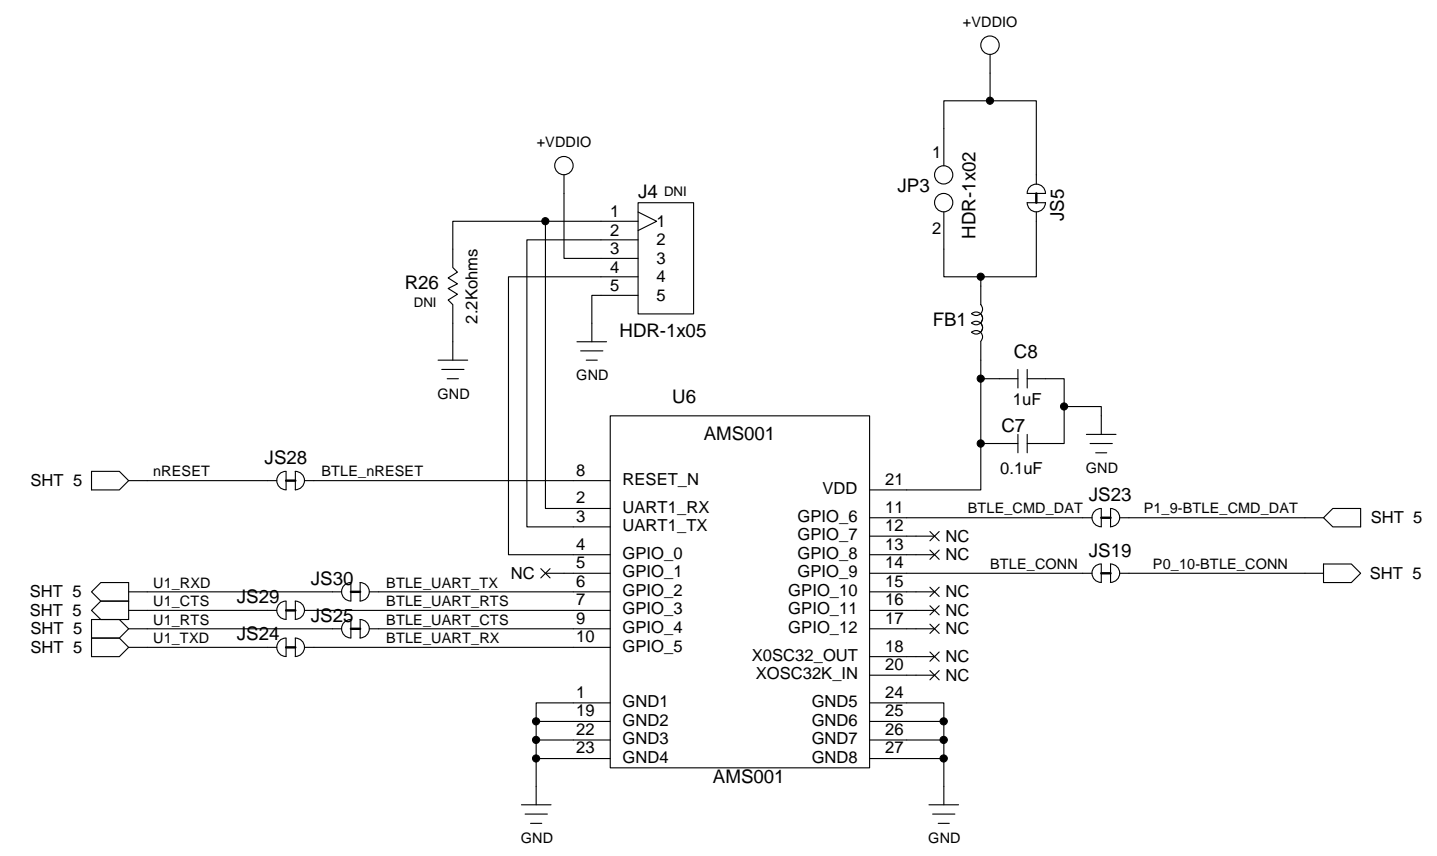 +VDDIO
1
JP3
2
HDR-1x02
JS5
FB1
C8
1uF
C7
0.1uF
GND
+VDDIO
J4 DNI
1 1
2 2
3 3
4 4
5 5
HDR-1x05
R26
DNI
2.2Kohms
GND
GND
U6
AMS001
SHT 5 nRESET JS28 BTLE_nRESET 8 RESET_N
2 UART1_RX
3 UART1_TX
4 GPIO_0
NC 5 GPIO_1
SHT 5 U1_RXD JS30 BTLE_UART_TX 6 GPIO_2
SHT 5 U1_CTS JS29 BTLE_UART_RTS 7 GPIO_3
SHT 5 U1_RTS JS25 BTLE_UART_CTS 9 GPIO_4
SHT 5 U1_TXD JS24 BTLE_UART_RX 10 GPIO_5
1 GND1
19 GND2
22 GND3
23 GND4
GND
VDD 21
GPIO_6 11 BTLE_CMD_DAT JS23 P1_9-BTLE_CMD_DAT SHT 5
GPIO_7 12 NC
GPIO_8 13 NC
GPIO_9 14 BTLE_CONN JS19 P0_10-BTLE_CONN SHT 5
GPIO_10 15 NC
GPIO_11 16 NC
GPIO_12 17 NC
X0SC32_OUT 18 NC
XOSC32K_IN 20 NC
GND5 24
GND6 25
GND7 26
GND8 27
GND
AMS001